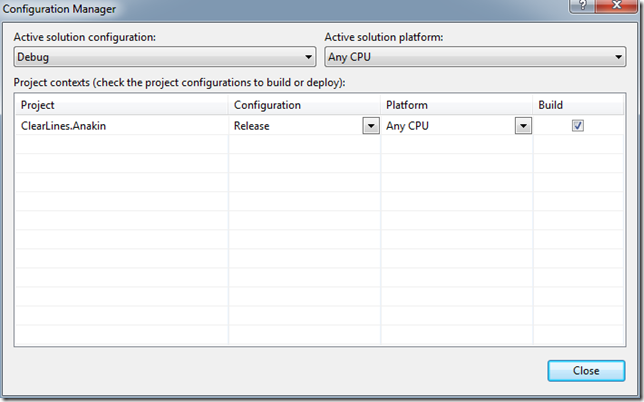 Configuration Manager
Active solution configuration: Active solution platform:
Debug Any CPU
Project contexts (check the project configurations to build or deploy):
Project Configuration Platform Build
ClearLines.Anakin Release Any CPU
Close